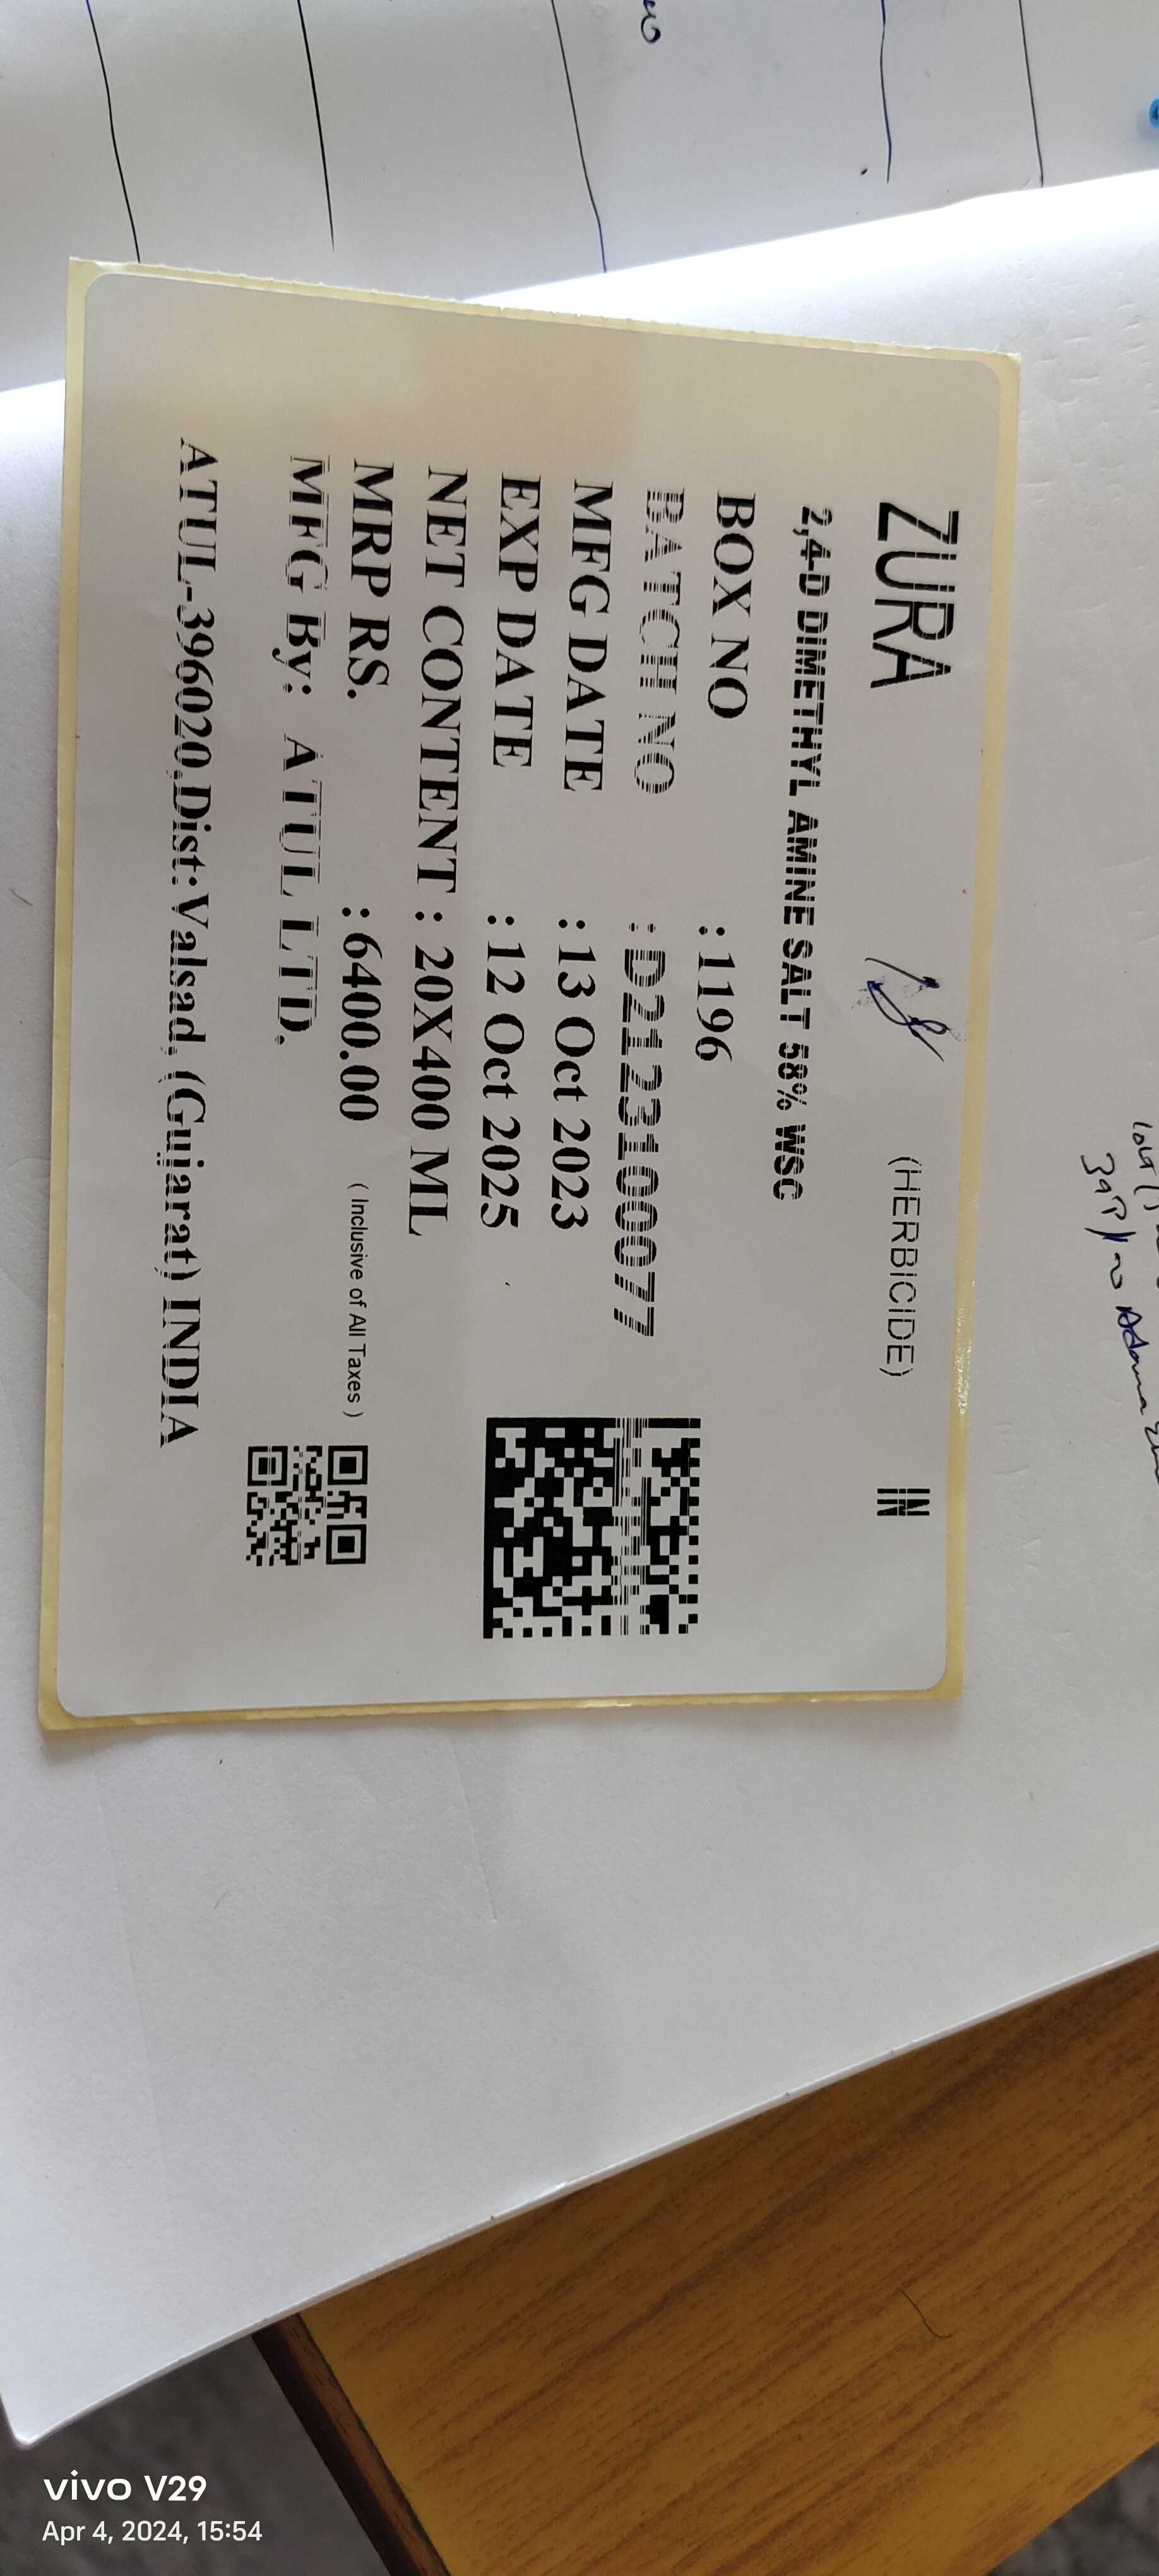 ZURA (HERBICIDE) IN
2,4-D DIMETHYL AMINE SALT 58% WSC
BOX NO : 1196
BATCH NO : D2123100077
MFG DATE : 13 Oct 2023
EXP DATE : 12 Oct 2025
NET CONTENT : 20X400 ML
MRP RS. : 6400.00 ( Inclusive of All Taxes )
MFG By: ATUL LTD.
ATUL-396020,Dist:Valsad. (Gujarat) INDIA
vivo V29
Apr 4, 2024, 15:54